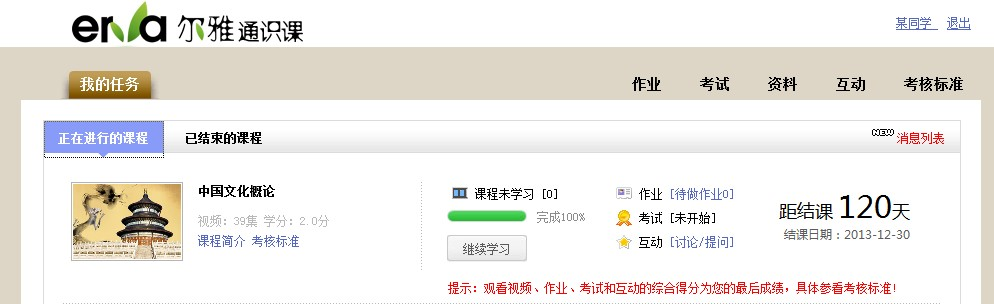 erya 尔雅通识课
某同学 退出
我的任务 作业 考试 资料 互动 考核标准
正在进行的课程 已结束的课程 NEW 消息列表
中国文化概论
视频：39集 学分：2.0分
课程简介 考核标准
课程未学习 [0]
完成100%
继续学习
作业 [待做作业0]
考试 [未开始]
互动 [讨论/提问]
距结课 120天
结课日期：2013-12-30
提示：观看视频、作业、考试和互动的综合得分为您的最后成绩，具体参看考核标准！